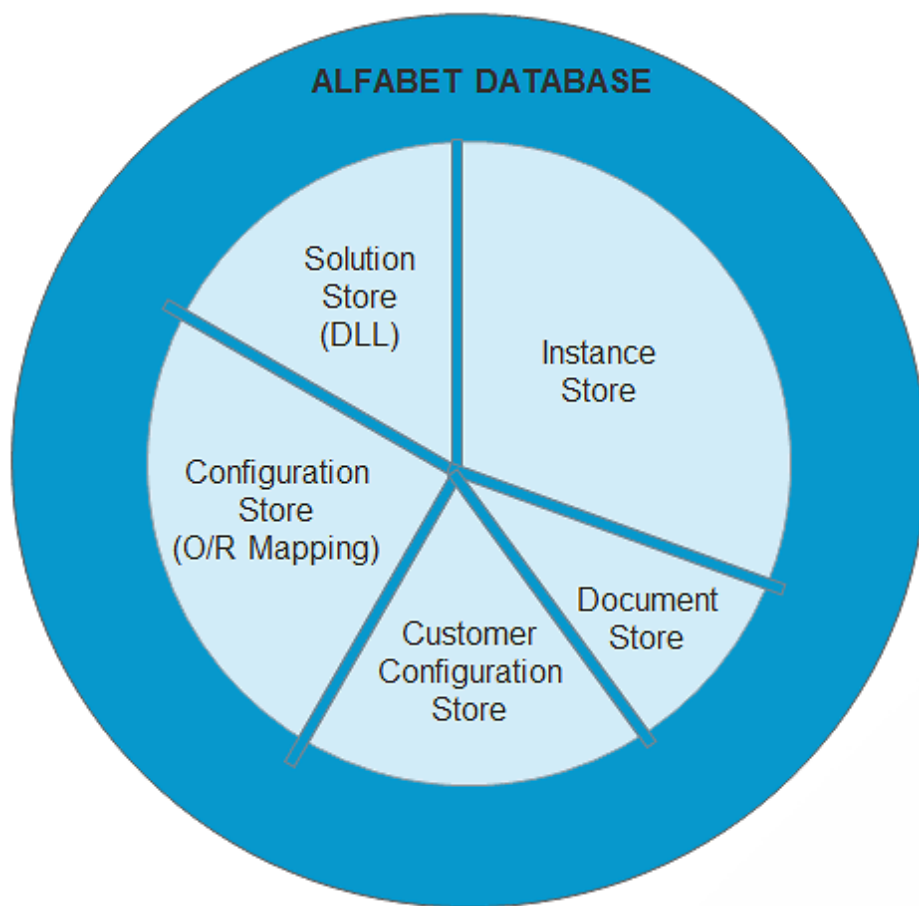 ALFABET DATABASE
Solution
Store
(DLL)
Instance
Store
Configuration
Store
(O/R Mapping)
Document
Store
Customer
Configuration
Store